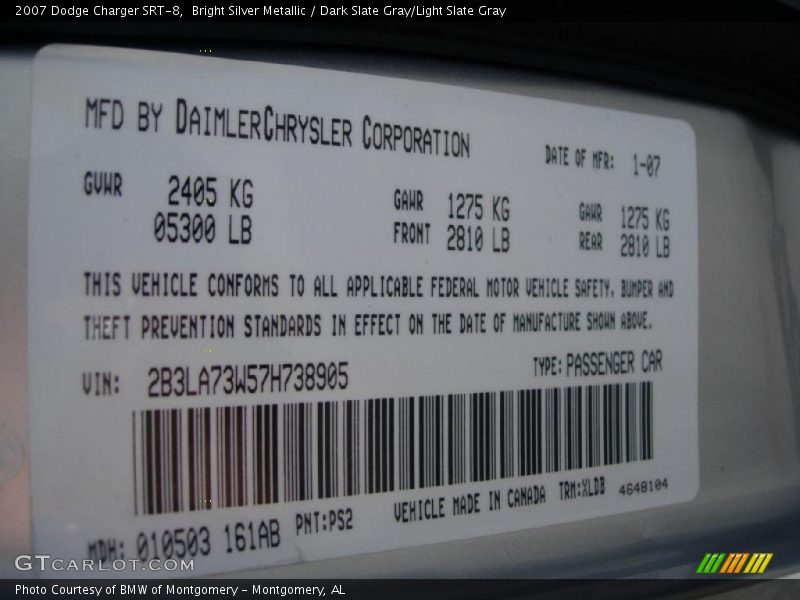 2007 Dodge Charger SRT-8, Bright Silver Metallic / Dark Slate Gray/Light Slate Gray
MFD BY DAIMLERCHRYSLER CORPORATION
DATE OF MFR: 1-07
GVWR 2405 KG
05300 LB
GAWR 1275 KG
FRONT 2810 LB
GAWR 1275 KG
REAR 2810 LB
THIS VEHICLE CONFORMS TO ALL APPLICABLE FEDERAL MOTOR VEHICLE SAFETY, BUMPER AND
THEFT PREVENTION STANDARDS IN EFFECT ON THE DATE OF MANUFACTURE SHOWN ABOVE.
VIN: 2B3LA73W57H738905
TYPE: PASSENGER CAR
MDH: 010503 161AB PNT:PS2 VEHICLE MADE IN CANADA TRM:XLDB 4648104
GTCARLOT.COM
Photo Courtesy of BMW of Montgomery - Montgomery, AL